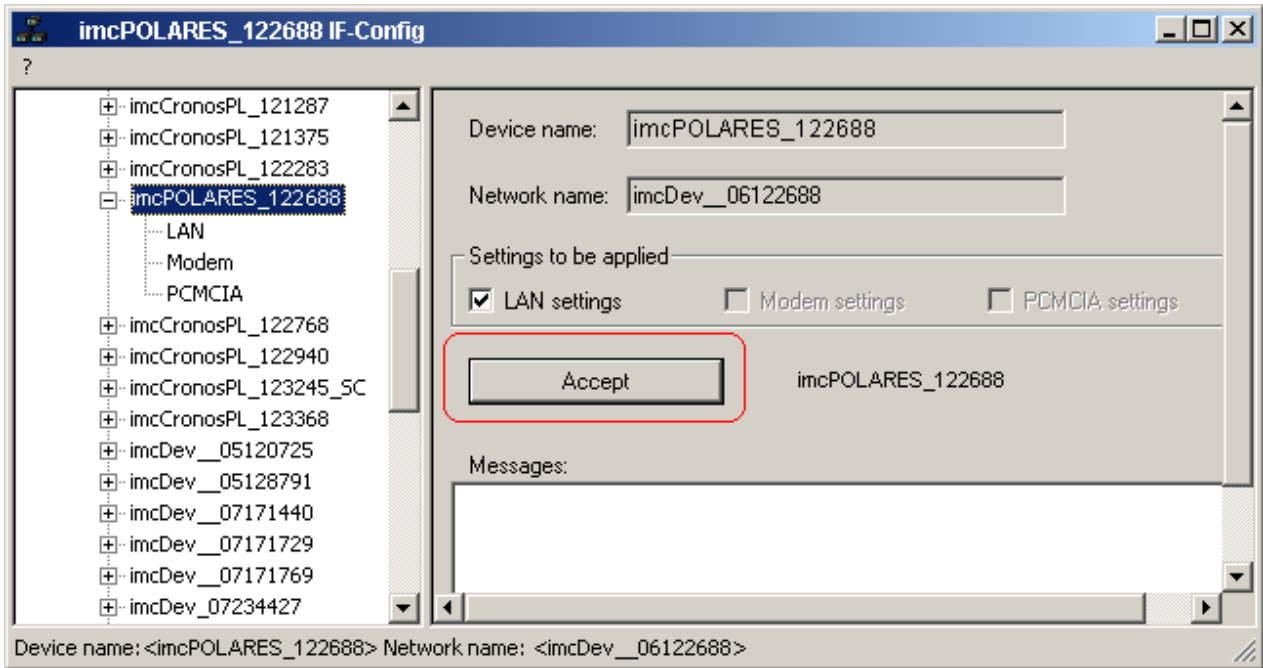 imcPOLARES_122688 IF-Config
?
imcCronosPL_121287
imcCronosPL_121375
imcCronosPL_122283
imcPOLARES_122688
LAN
Modem
PCMCIA
imcCronosPL_122768
imcCronosPL_122940
imcCronosPL_123245_SC
imcCronosPL_123368
imcDev__05120725
imcDev__05128791
imcDev__07171440
imcDev__07171729
imcDev__07171769
imcDev_07234427
Device name: imcPOLARES_122688
Network name: imcDev__06122688
Settings to be applied
LAN settings Modem settings PCMCIA settings
Accept imcPOLARES_122688
Messages:
Device name: <imcPOLARES_122688> Network name: <imcDev__06122688>